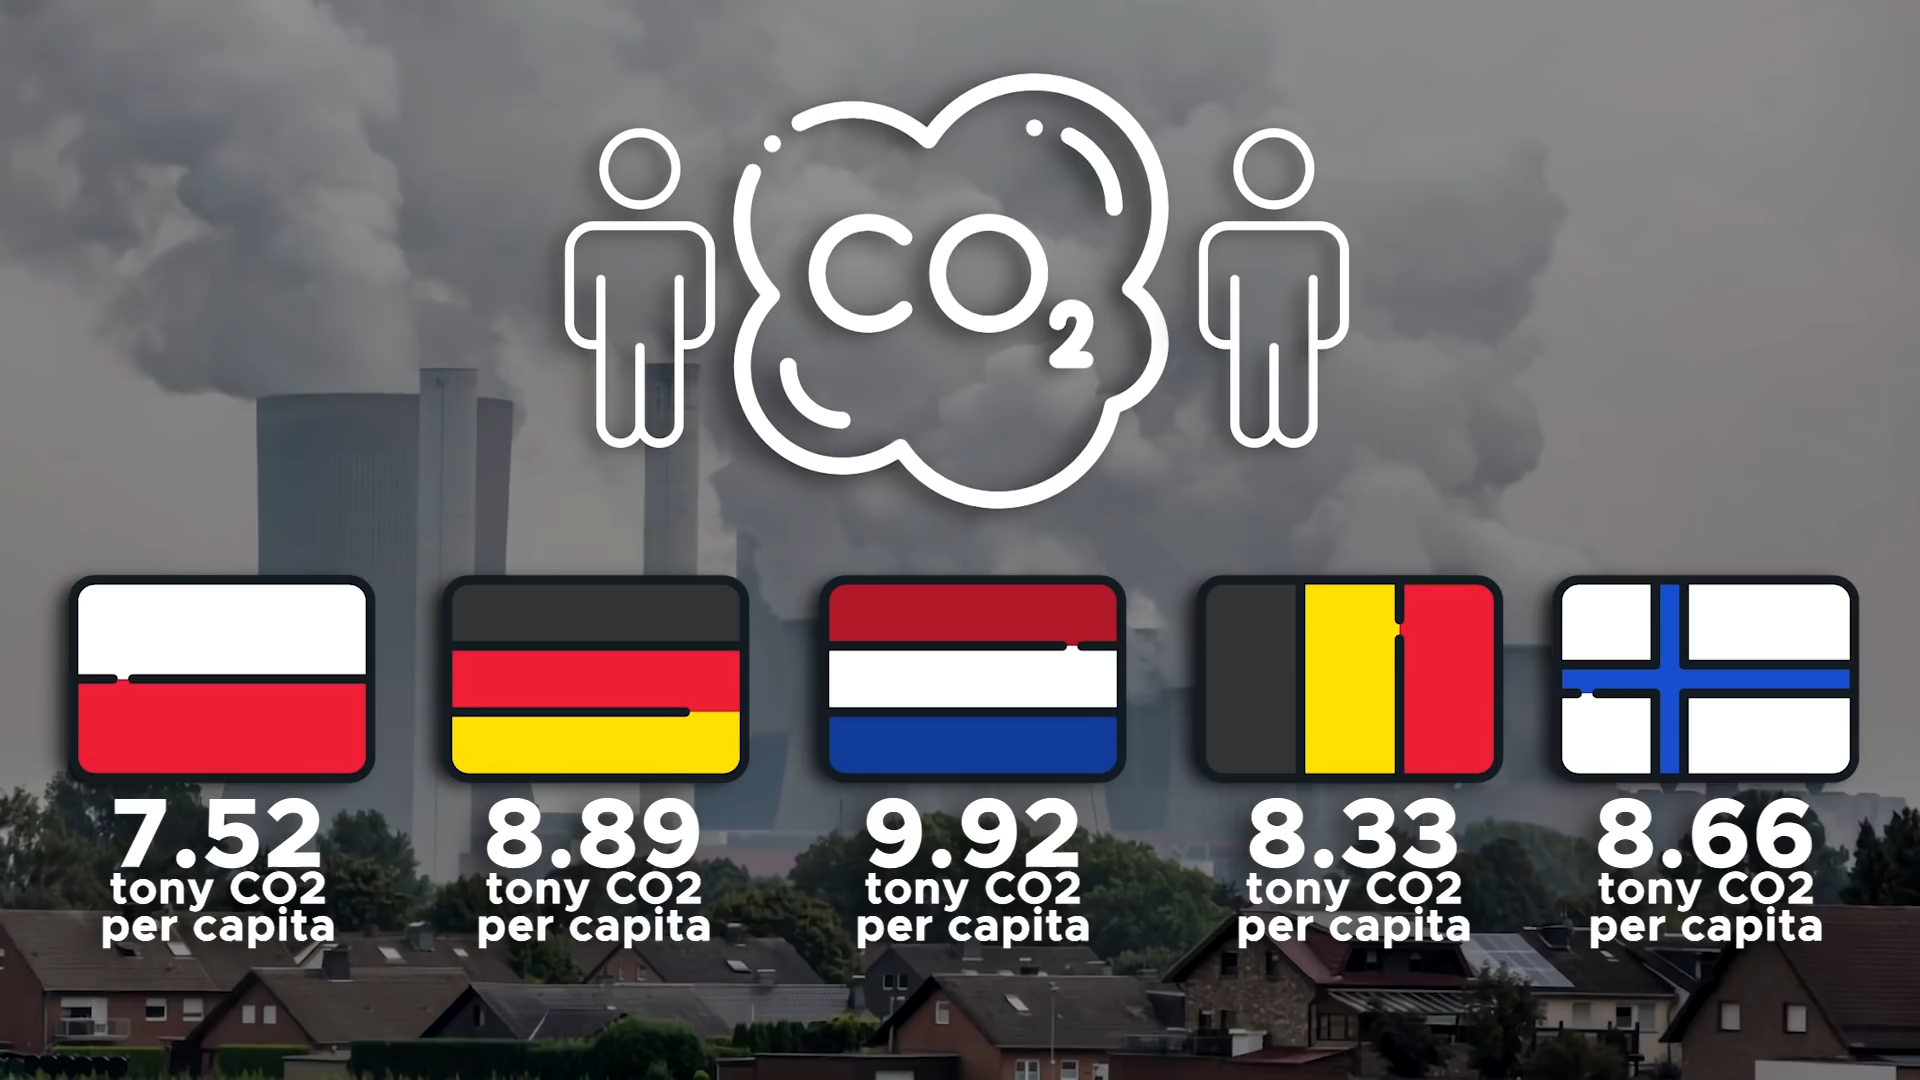 CO2
7.52
tony CO2
per capita
8.89
tony CO2
per capita
9.92
tony CO2
per capita
8.33
tony CO2
per capita
8.66
tony CO2
per capita